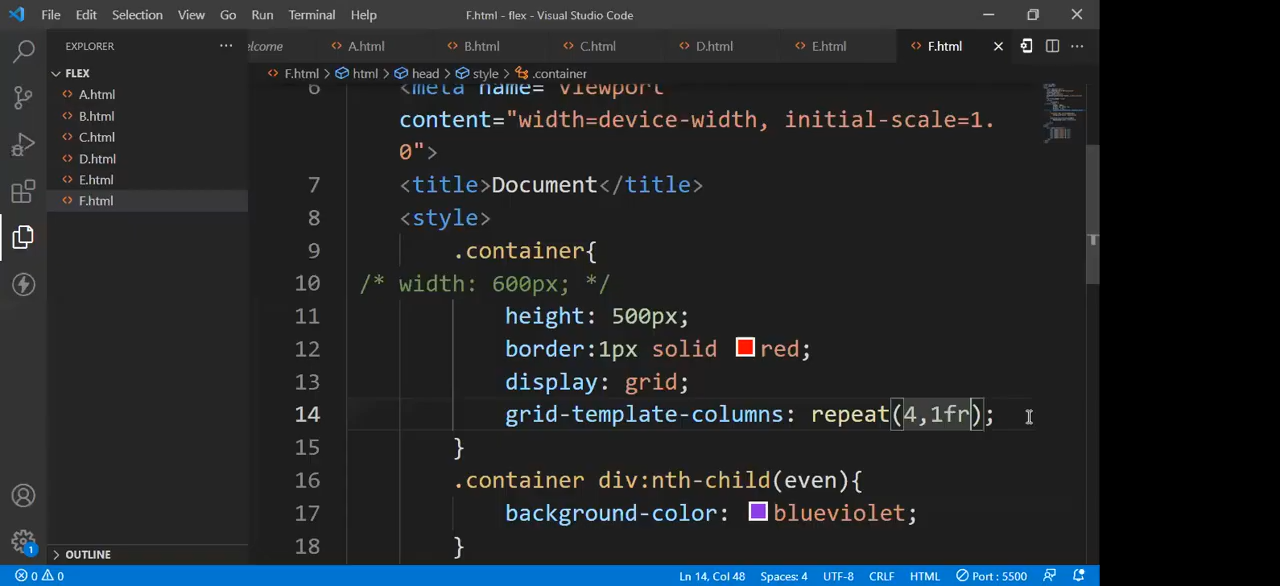 File Edit Selection View Go Run Terminal Help F.html - flex - Visual Studio Code
EXPLORER ··· elcome <> A.html <> B.html <> C.html <> D.html <> E.html <> F.html
FLEX
<> F.html > html > head > style > .container
<> A.html
<> B.html
<> C.html
<> D.html
<> E.html
<> F.html
6 <meta name="viewport
content="width=device-width, initial-scale=1.
0">
7 <title>Document</title>
8 <style>
9 .container{
10 /* width: 600px; */
11 height: 500px;
12 border:1px solid red;
13 display: grid;
14 grid-template-columns: repeat(4,1fr);
15 }
16 .container div:nth-child(even){
17 background-color: blueviolet;
18 }
1
OUTLINE
0 0 Ln 14, Col 48 Spaces: 4 UTF-8 CRLF HTML Port : 5500